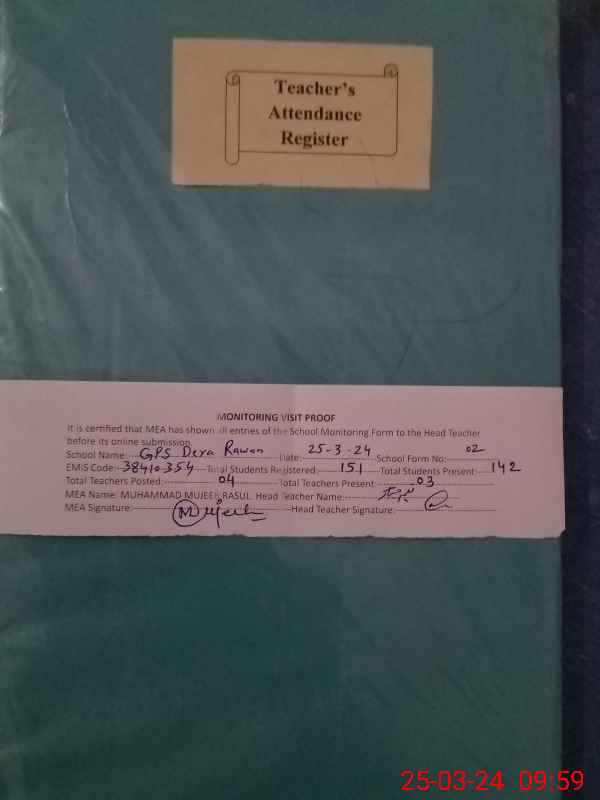 Teacher's
Attendance
Register
MONITORING VISIT PROOF
It is certified that MEA has shown all entries of the School Monitoring Form to the Head Teacher
before its online submission.
School Name: GPS Dera Rawan Date: 25-3-24 School Form No: 02
EMIS Code: 38410354 Total Students Registered: 151 Total Students Present: 142
Total Teachers Posted: 04 Total Teachers Present: 03
MEA Name: MUHAMMAD MUJEEB RASUL. Head Teacher Name:
MEA Signature: Mujeeb Head Teacher Signature:
25-03-24 09:59